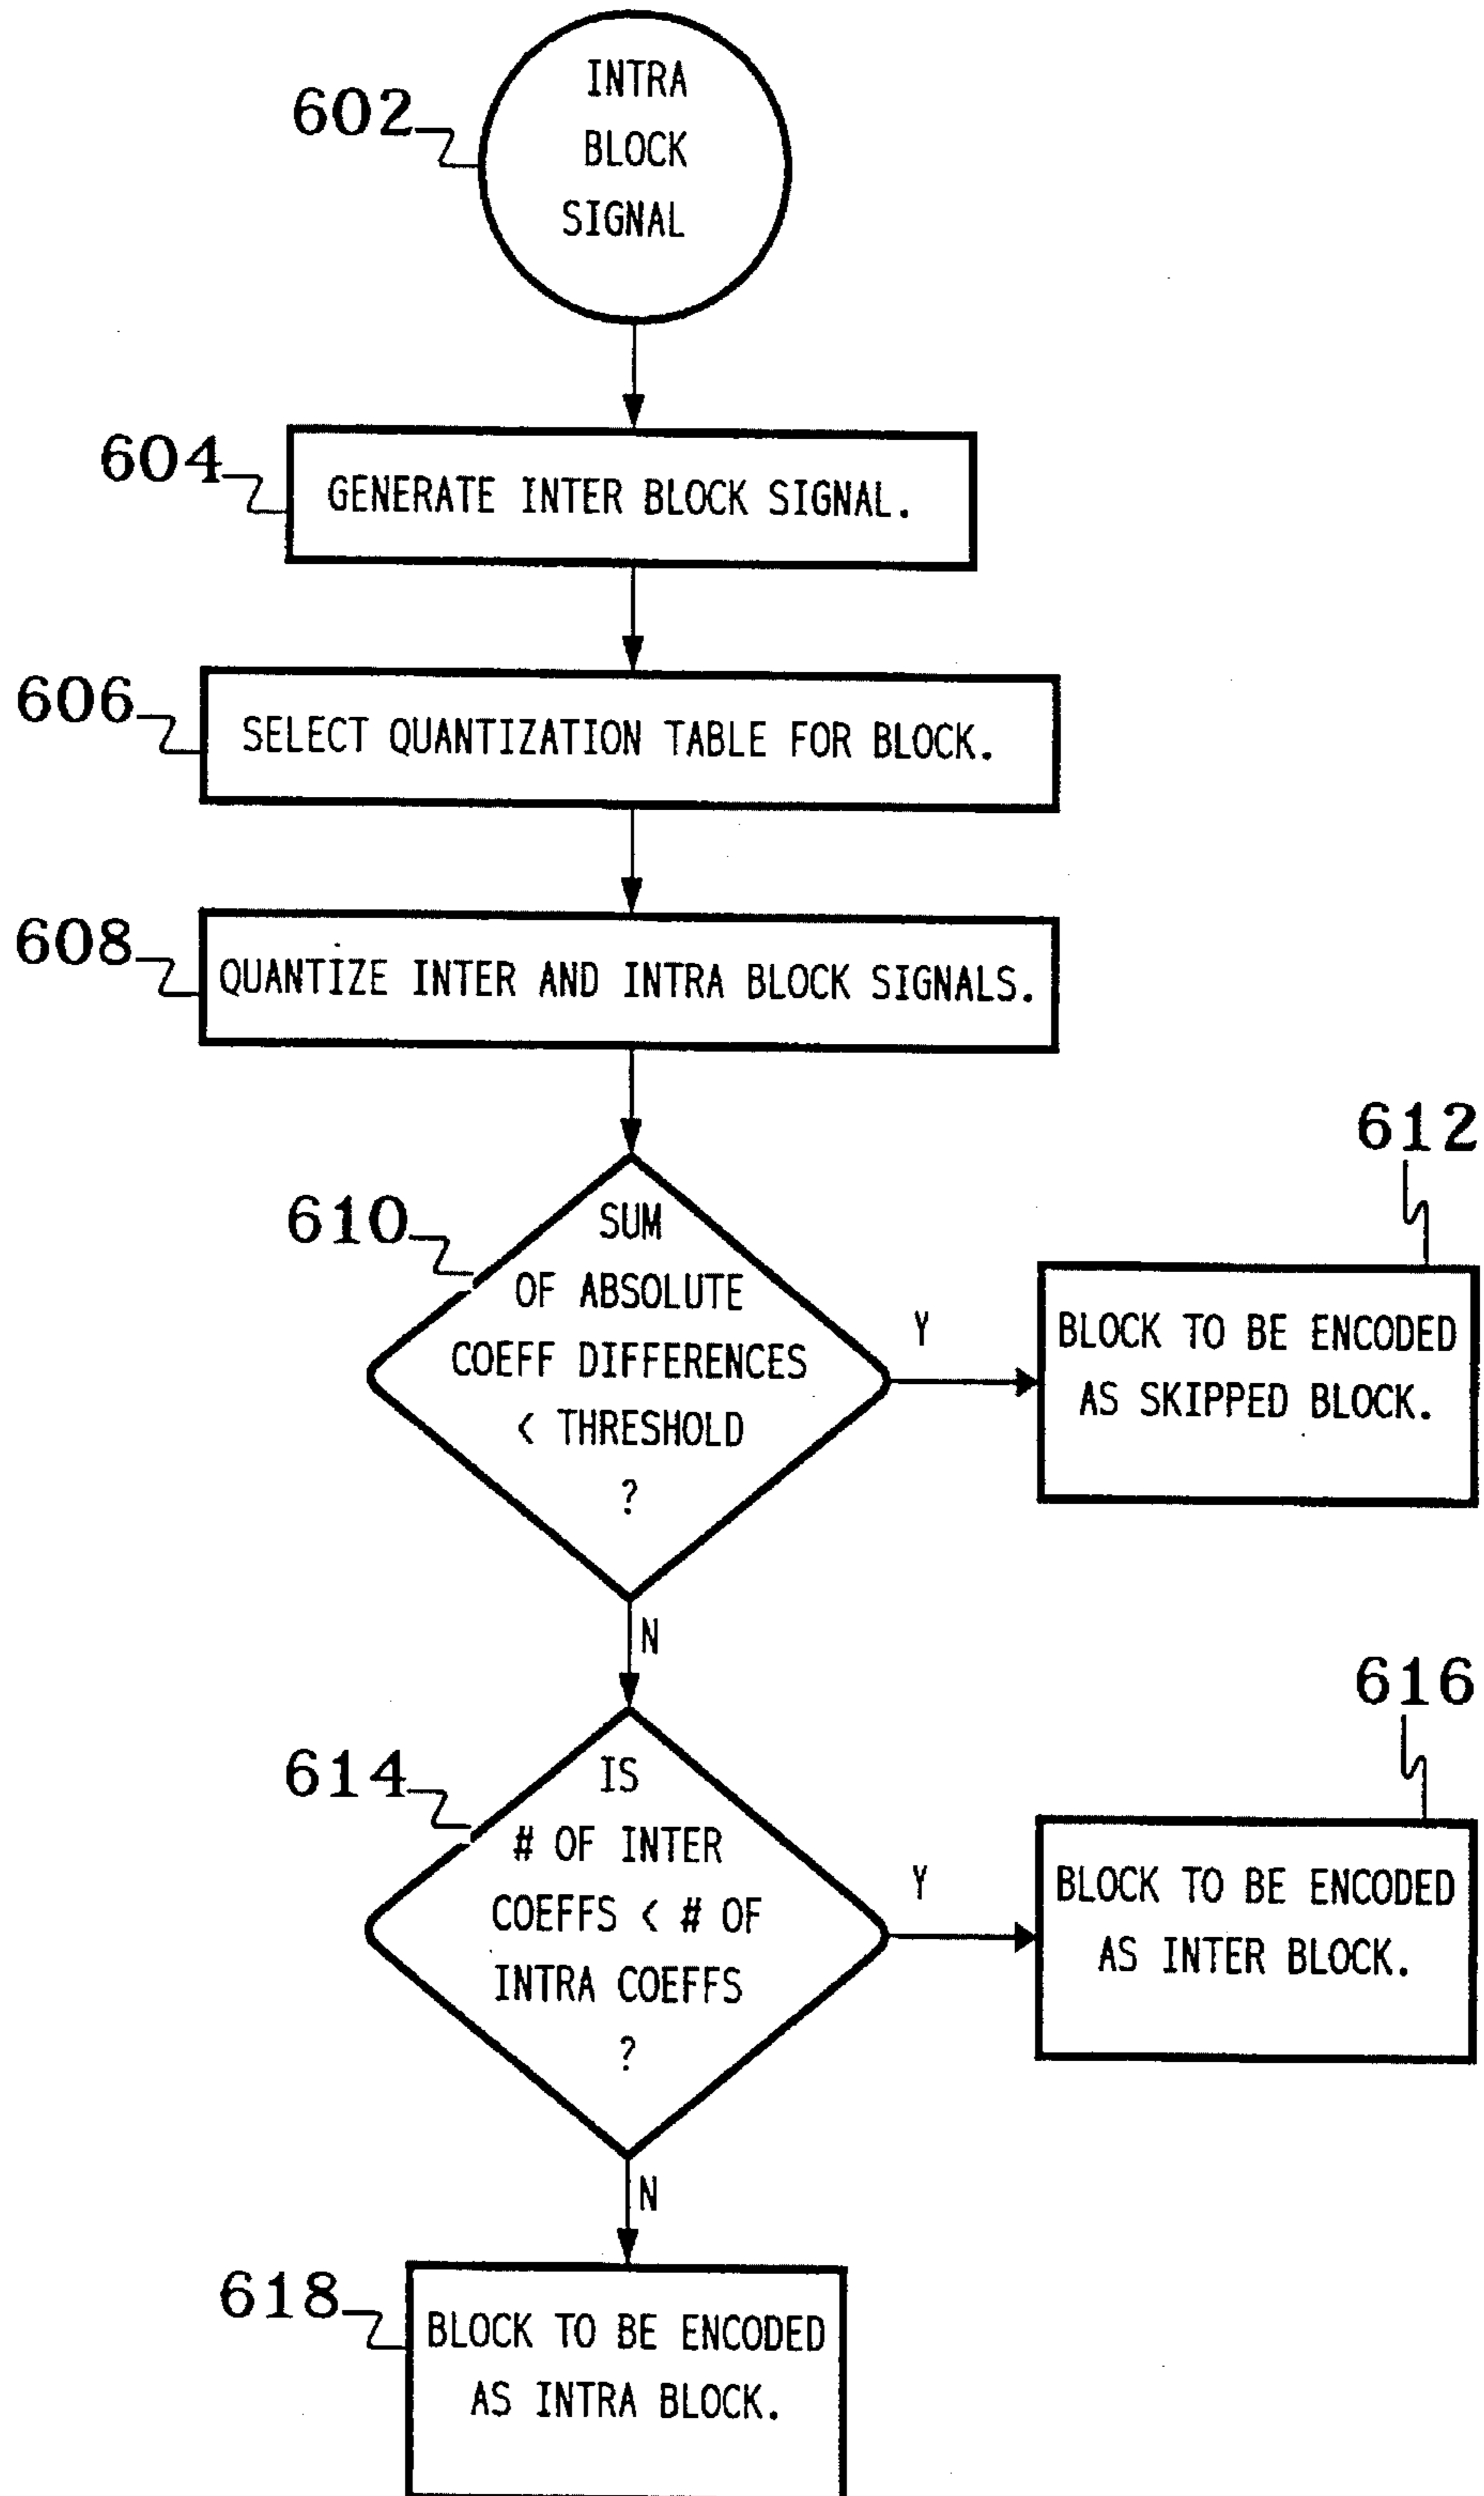 602
INTRA
BLOCK
SIGNAL
604
GENERATE INTER BLOCK SIGNAL.
606
SELECT QUANTIZATION TABLE FOR BLOCK.
608
QUANTIZE INTER AND INTRA BLOCK SIGNALS.
610
SUM
OF ABSOLUTE
COEFF DIFFERENCES
< THRESHOLD
?
Y
612
BLOCK TO BE ENCODED
AS SKIPPED BLOCK.
N
614
IS
# OF INTER
COEFFS < # OF
INTRA COEFFS
?
Y
616
BLOCK TO BE ENCODED
AS INTER BLOCK.
N
618
BLOCK TO BE ENCODED
AS INTRA BLOCK.